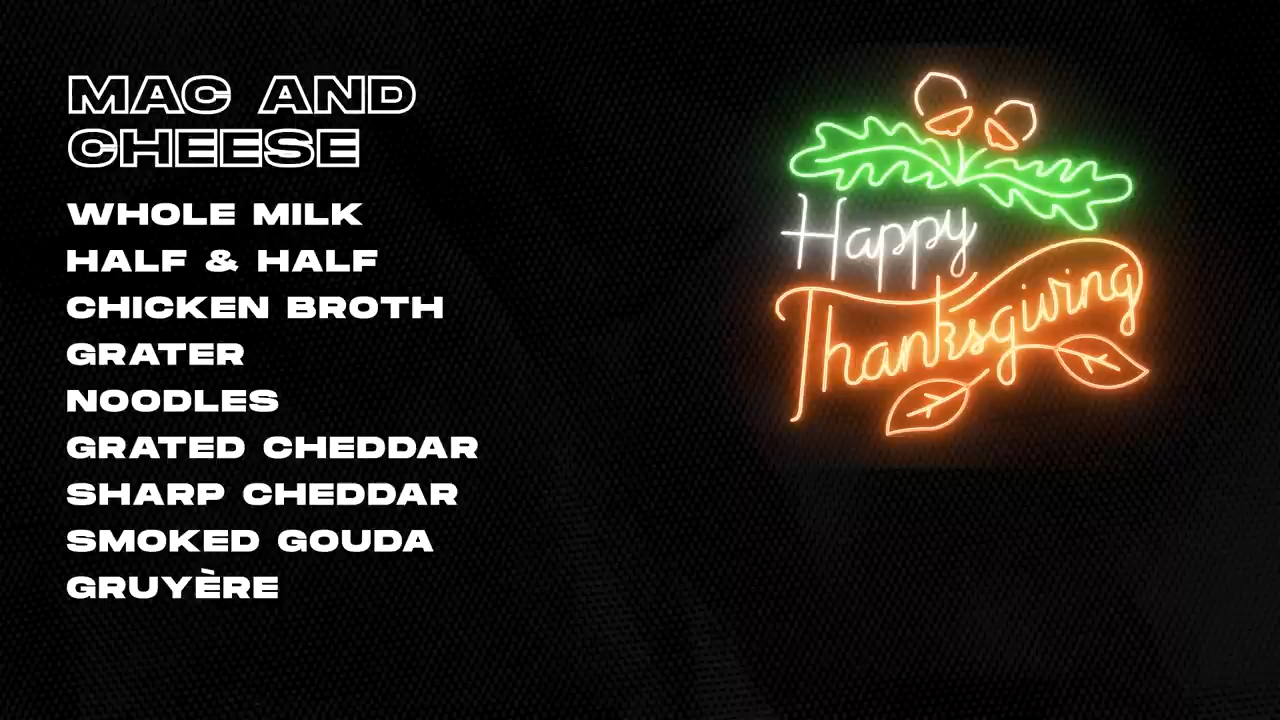 MAC AND
CHEESE
WHOLE MILK
HALF & HALF
CHICKEN BROTH
GRATER
NOODLES
GRATED CHEDDAR
SHARP CHEDDAR
SMOKED GOUDA
GRUYÈRE
Happy
Thanksgiving